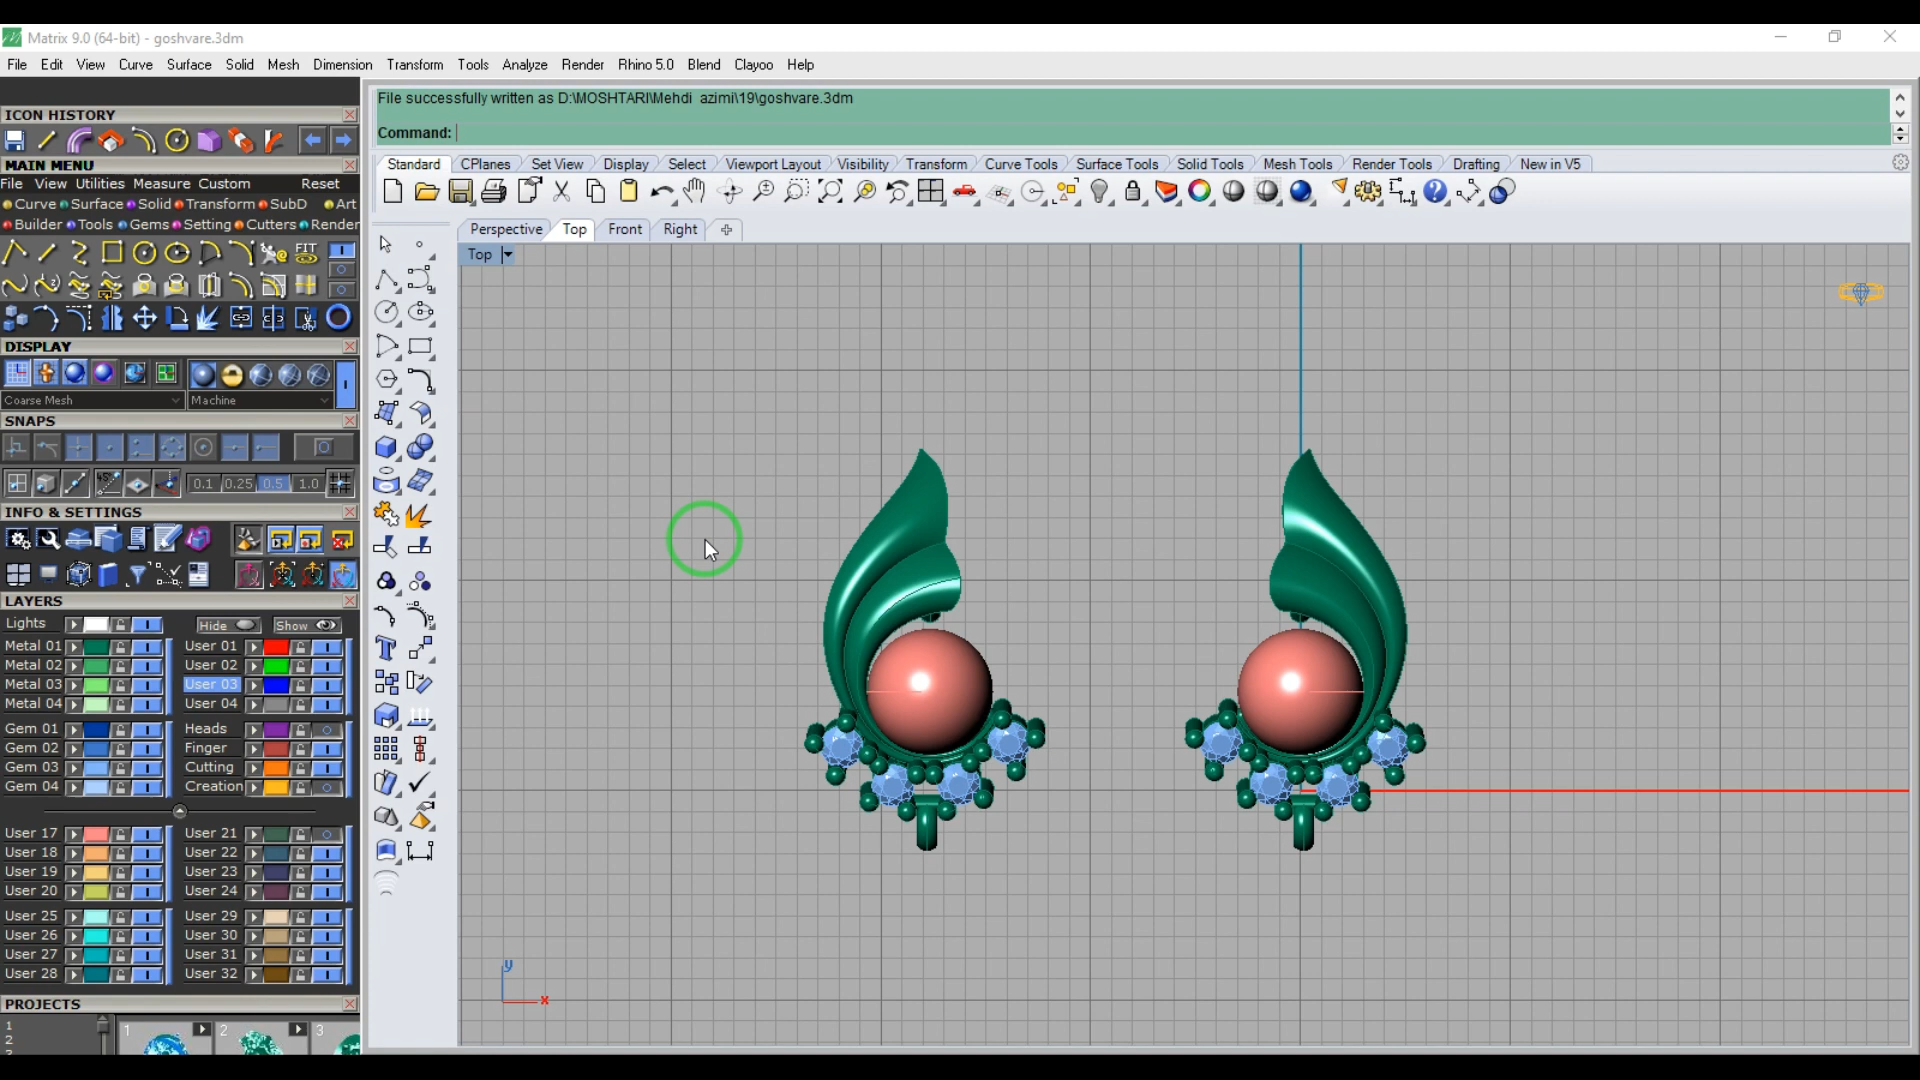 Matrix 9.0 (64-bit) - goshvare.3dm
File Edit View Curve Surface Solid Mesh Dimension Transform Tools Analyze Render Rhino 5.0 Blend Clayoo Help
File successfully written as D:\MOSHTARI\Mehdi azimi\19\goshvare.3dm
Command:
Standard CPlanes Set View Display Select Viewport Layout Visibility Transform Curve Tools Surface Tools Solid Tools Mesh Tools Render Tools Drafting New in V5
Perspective Top Front Right
Top
y
x
ICON HISTORY
MAIN MENU
File View Utilities Measure Custom Reset
Curve Surface Solid Transform SubD Art
Builder Tools Gems Setting Cutters Render
FIT
DISPLAY
Coarse Mesh Machine
SNAPS
45°
0.1 0.25 0.5 1.0
INFO & SETTINGS
LAYERS
Lights Hide Show
Metal 01 User 01
Metal 02 User 02
Metal 03 User 03
Metal 04 User 04
Gem 01 Heads
Gem 02 Finger
Gem 03 Cutting
Gem 04 Creation
User 17 User 21
User 18 User 22
User 19 User 23
User 20 User 24
User 25 User 29
User 26 User 30
User 27 User 31
User 28 User 32
PROJECTS
1 1 2 3
2